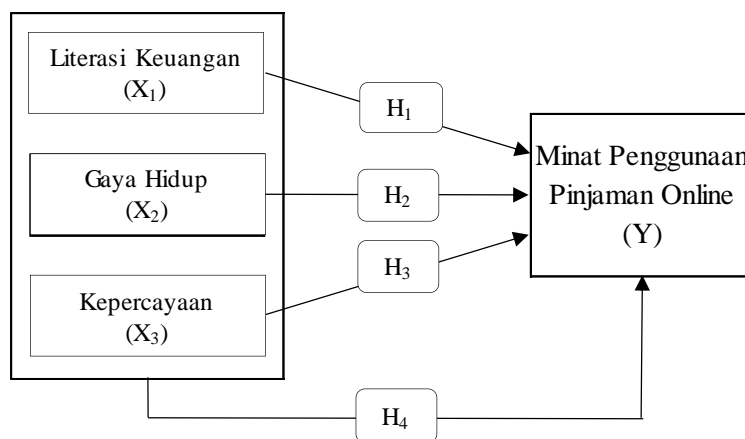 Literasi Keuangan
(X₁)
H₁
Gaya Hidup
(X₂)
H₂
Minat Penggunaan
Pinjaman Online
(Y)
H₃
Kepercayaan
(X₃)
H₄